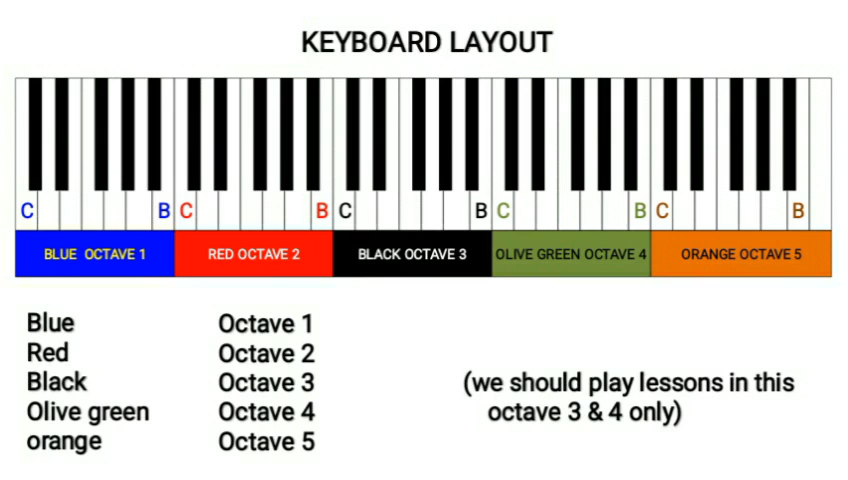 KEYBOARD LAYOUT
C B C B C B C B C B
BLUE OCTAVE 1 RED OCTAVE 2 BLACK OCTAVE 3 OLIVE GREEN OCTAVE 4 ORANGE OCTAVE 5
Blue Octave 1
Red Octave 2
Black Octave 3
Olive green Octave 4
orange Octave 5
(we should play lessons in this
octave 3 & 4 only)